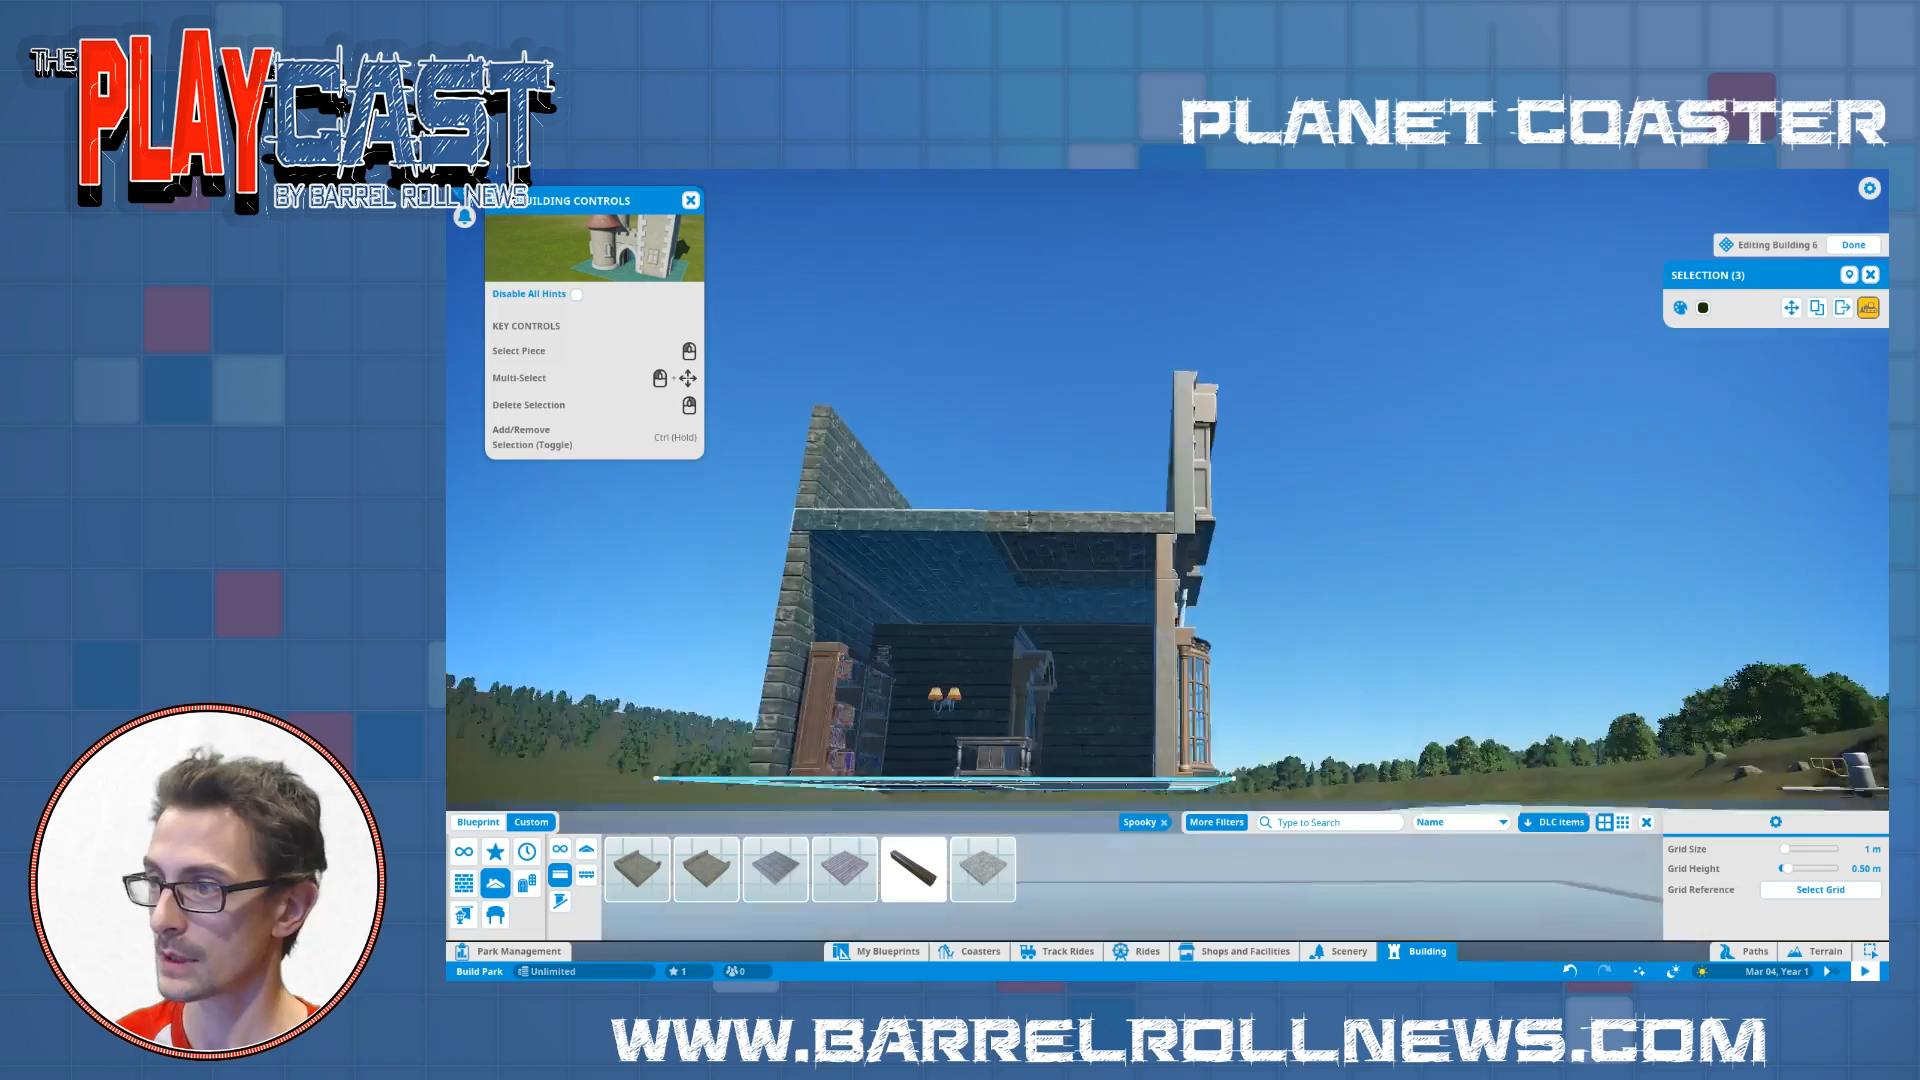 THE PLAYCAST
BY BARREL ROLL NEWS
PLANET COASTER
UILDING CONTROLS
Disable All Hints
KEY CONTROLS
Select Piece
Multi-Select
+
Delete Selection
Add/Remove
Selection (Toggle)
Ctrl (Hold)
Editing Building 6
Done
SELECTION (3)
Blueprint
Custom
Spooky
More Filters
Type to Search
Name
DLC items
Grid Size
1 m
Grid Height
0.50 m
Grid Reference
Select Grid
Park Management
My Blueprints
Coasters
Track Rides
Rides
Shops and Facilities
Scenery
Building
Paths
Terrain
Build Park
Unlimited
1
0
Mar 04, Year 1
WWW.BARRELROLLNEWS.COM